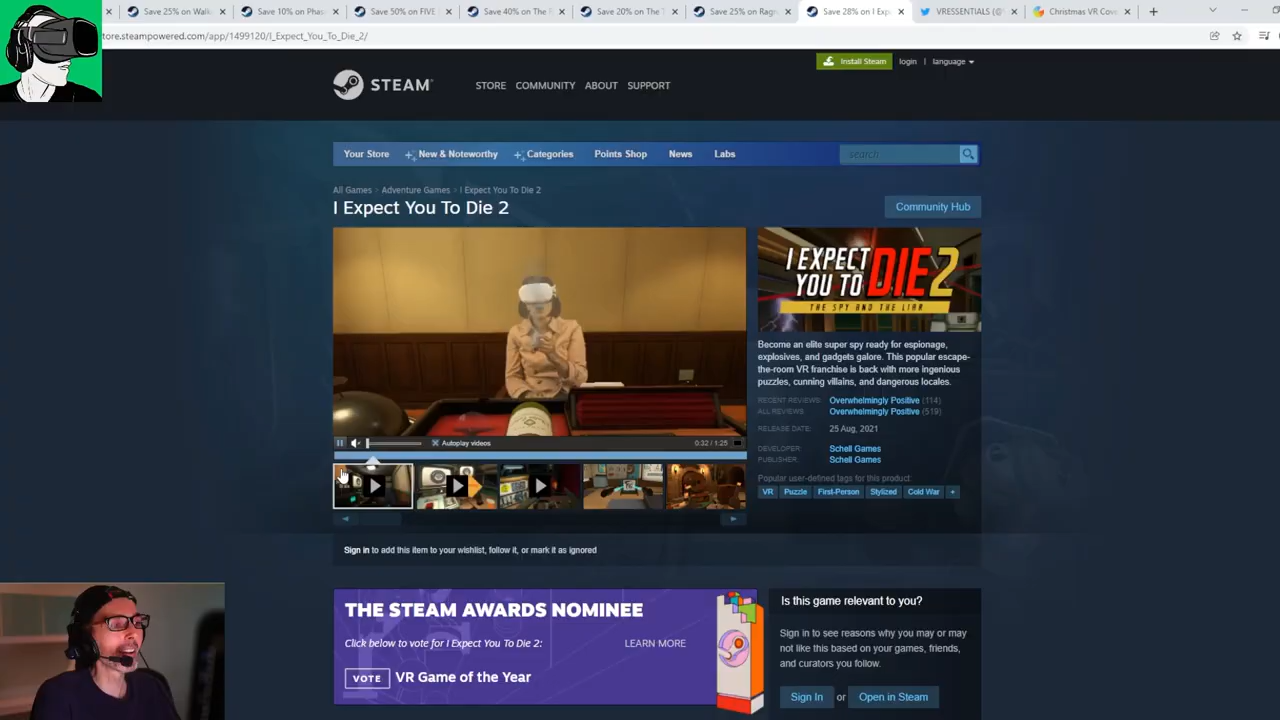 Save 25% on Walk
Save 10% on Phas
Save 50% on FIVE
Save 40% on The R
Save 20% on The T
Save 25% on Ragn
Save 28% on I Exp
VRESSENTIALS (@
Christmas VR Cove
tore.steampowered.com/app/1499120/I_Expect_You_To_Die_2/
Install Steam login | language
STEAM
STORE COMMUNITY ABOUT SUPPORT
Your Store New & Noteworthy Categories Points Shop News Labs search
All Games > Adventure Games > I Expect You To Die 2
I Expect You To Die 2
Community Hub
I EXPECT
YOU TO DIE 2
THE SPY AND THE LIAR
Become an elite super spy ready for espionage,
explosives, and gadgets galore. This popular escape-
the-room VR franchise is back with more ingenious
puzzles, cunning villains, and dangerous locales.
RECENT REVIEWS: Overwhelmingly Positive (114)
ALL REVIEWS: Overwhelmingly Positive (519)
RELEASE DATE: 25 Aug, 2021
DEVELOPER: Schell Games
PUBLISHER: Schell Games
Popular user-defined tags for this product:
VR Puzzle First-Person Stylized Cold War +
Autoplay videos 0:32 / 1:25
Sign in to add this item to your wishlist, follow it, or mark it as ignored
THE STEAM AWARDS NOMINEE
Click below to vote for I Expect You To Die 2: LEARN MORE
VOTE VR Game of the Year
Is this game relevant to you?
Sign in to see reasons why you may or may
not like this based on your games, friends,
and curators you follow.
Sign In or Open in Steam